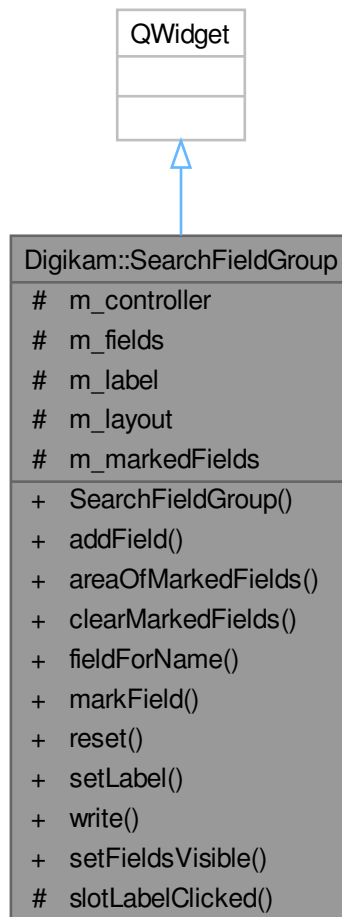 QWidget
Digikam::SearchFieldGroup
# m_controller
# m_fields
# m_label
# m_layout
# m_markedFields
+ SearchFieldGroup()
+ addField()
+ areaOfMarkedFields()
+ clearMarkedFields()
+ fieldForName()
+ markField()
+ reset()
+ setLabel()
+ write()
+ setFieldsVisible()
# slotLabelClicked()